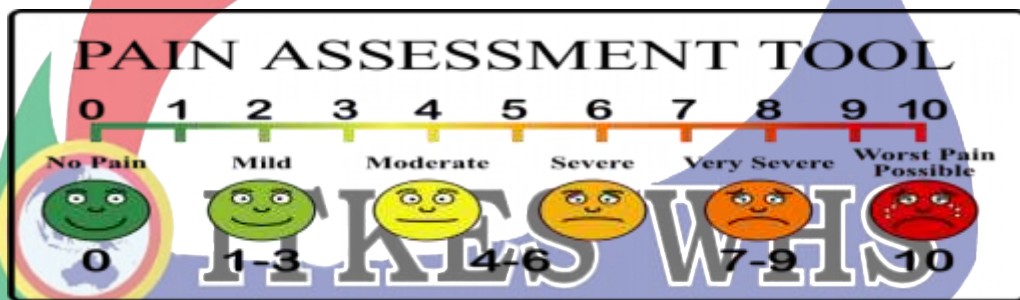 PAIN ASSESSMENT TOOL
0 1 2 3 4 5 6 7 8 9 10
No Pain Mild Moderate Severe Very Severe Worst Pain Possible
ITKES WHS
0 1-3 4-6 7-9 10